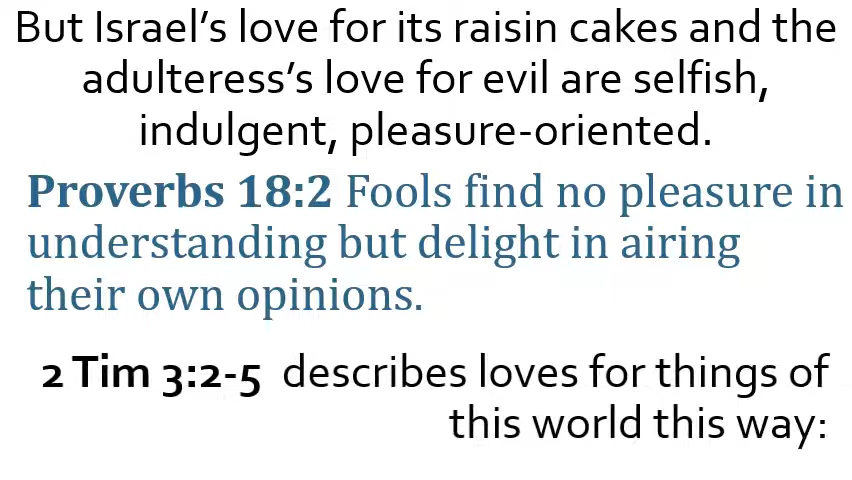 But Israel’s love for its raisin cakes and the
adulteress’s love for evil are selfish,
indulgent, pleasure-oriented.
Proverbs 18:2 Fools find no pleasure in
understanding but delight in airing
their own opinions.
2 Tim 3:2-5 describes loves for things of
this world this way: